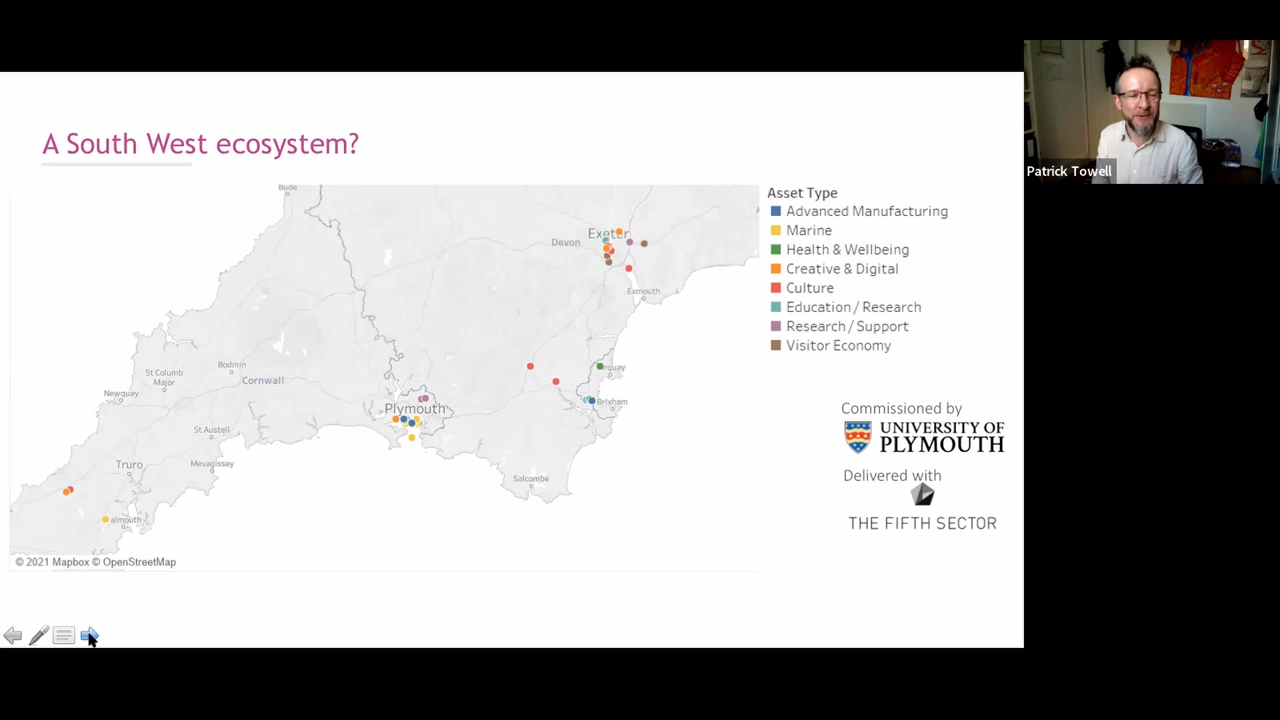 A South West ecosystem?
Patrick Towell
Bude
Asset Type
Advanced Manufacturing
Marine
Health & Wellbeing
Creative & Digital
Culture
Education / Research
Research / Support
Visitor Economy
Exeter
Devon
Exmouth
Bodmin
St Columb
Major
Cornwall
Newquay
rquay
Brixham
Plymouth
St Austell
Truro
Mevagissey
Salcombe
almouth
© 2021 Mapbox © OpenStreetMap
Commissioned by
UNIVERSITY OF
PLYMOUTH
Delivered with
THE FIFTH SECTOR